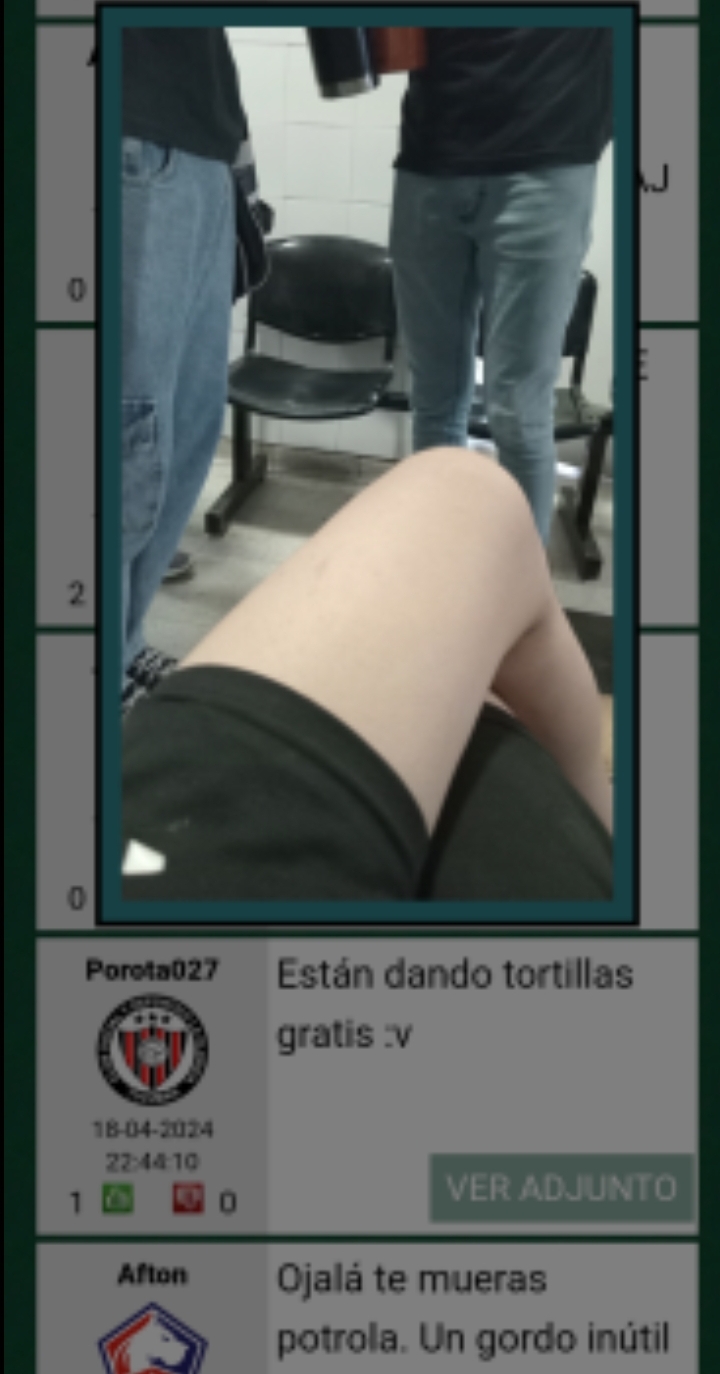 AJ
0
E
2
0
Porota027
Están dando tortillas
gratis :v
18-04-2024
22:44:10
1 0
VER ADJUNTO
Afton
Ojalá te mueras
potrola. Un gordo inútil